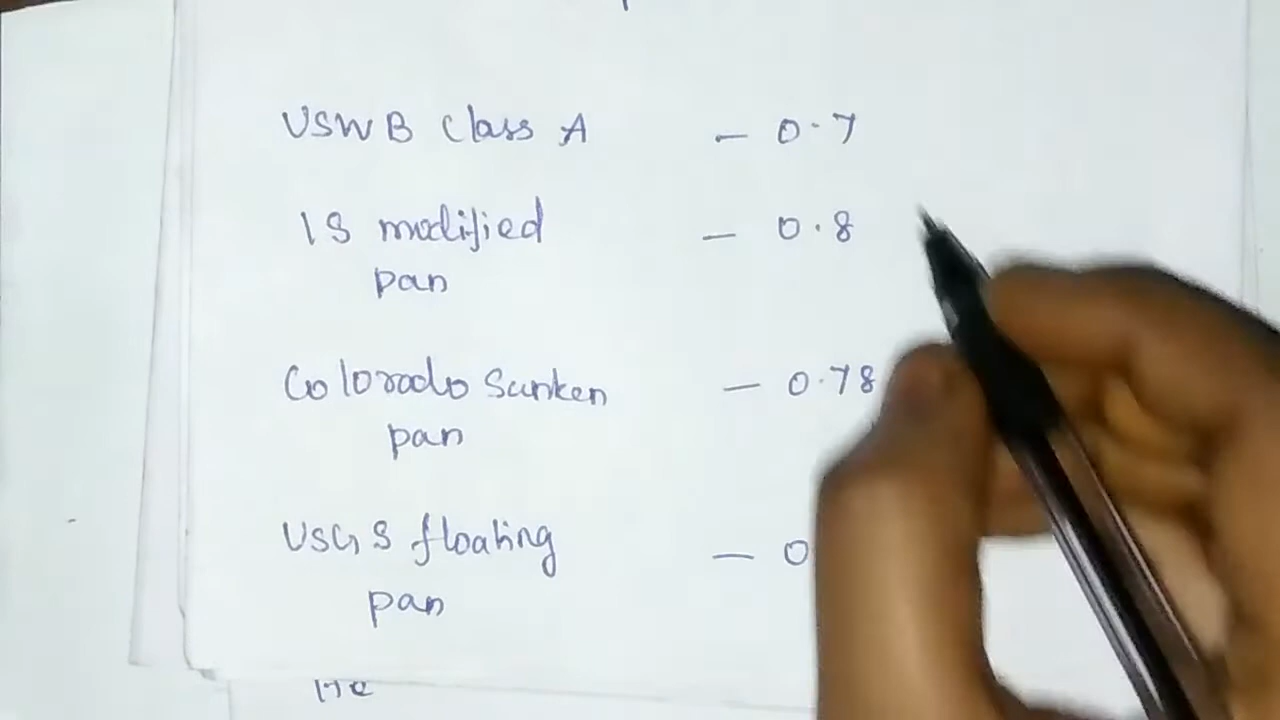 USWB Class A - 0.7
IS modified - 0.8
pan
Colorado Sunken - 0.78
pan
USGS floating - 0
pan